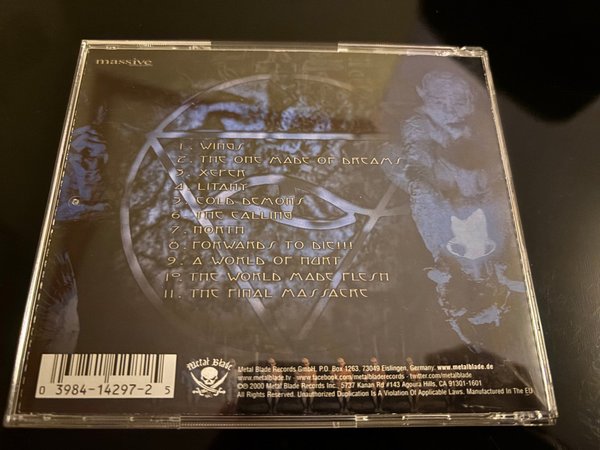 massive
1. WINGS
2. THE ONE MADE OF DREAMS
3. XEPER
4. LITANY
5. COLD DEMONS
6. THE CALLING
7. NORTH
8. FORWARDS TO DIE!!!
9. A WORLD OF HURT
10. THE WORLD MADE FLESH
11. THE FINAL MASSACRE
Metal Blade
Metal Blade Records GmbH, P.O. Box 1263, 73049 Eislingen, Germany. www.metalblade.de
www.metalblade.tv - www.facebook.com/metalbladerecords - twitter.com/metalblade
℗© 2000 Metal Blade Records Inc. 5737 Kanan Rd #143 Agoura Hills, CA 91301-1601
All Rights Reserved. Unauthorized Duplication Is A Violation Of Applicable Laws. Manufactured In The EU
0 3984-14297-2 5